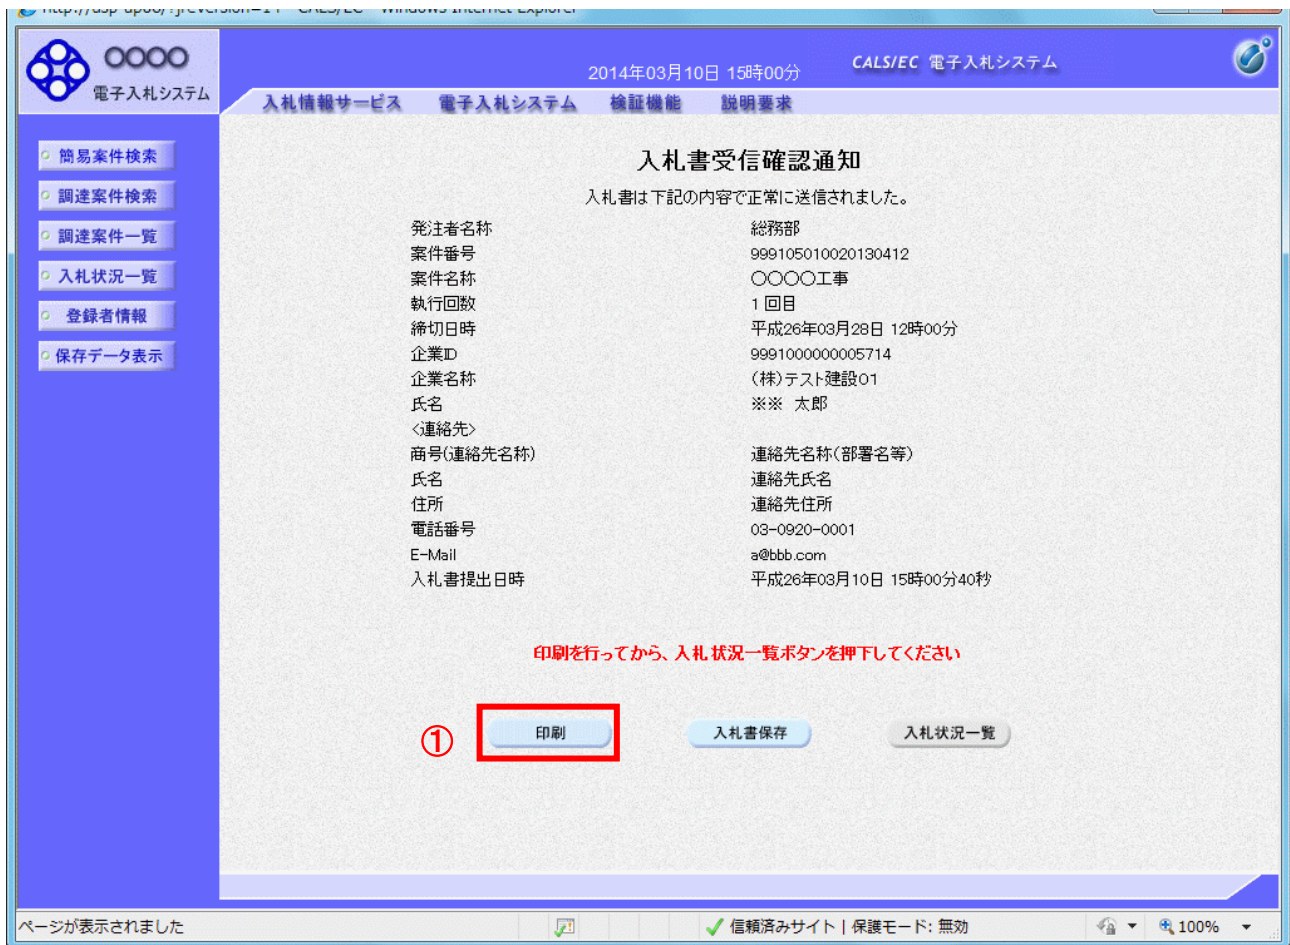 〇〇〇〇
電子入札システム
2014年03月10日 15時00分
CALS/EC 電子入札システム
入札情報サービス 電子入札システム 検証機能 説明要求
簡易案件検索
調達案件検索
調達案件一覧
入札状況一覧
登録者情報
保存データ表示
入札書受信確認通知
入札書は下記の内容で正常に送信されました。
発注者名称 総務部
案件番号 999105010020130412
案件名称 〇〇〇〇工事
執行回数 1回目
締切日時 平成26年03月28日 12時00分
企業ID 9991000000005714
企業名称 (株)テスト建設01
氏名 ※※ 太郎
<連絡先>
商号(連絡先名称) 連絡先名称(部署名等)
氏名 連絡先氏名
住所 連絡先住所
電話番号 03-0920-0001
E-Mail a@bbb.com
入札書提出日時 平成26年03月10日 15時00分40秒
印刷を行ってから、入札状況一覧ボタンを押下してください
① 印刷 入札書保存 入札状況一覧
ページが表示されました 信頼済みサイト | 保護モード: 無効 100%